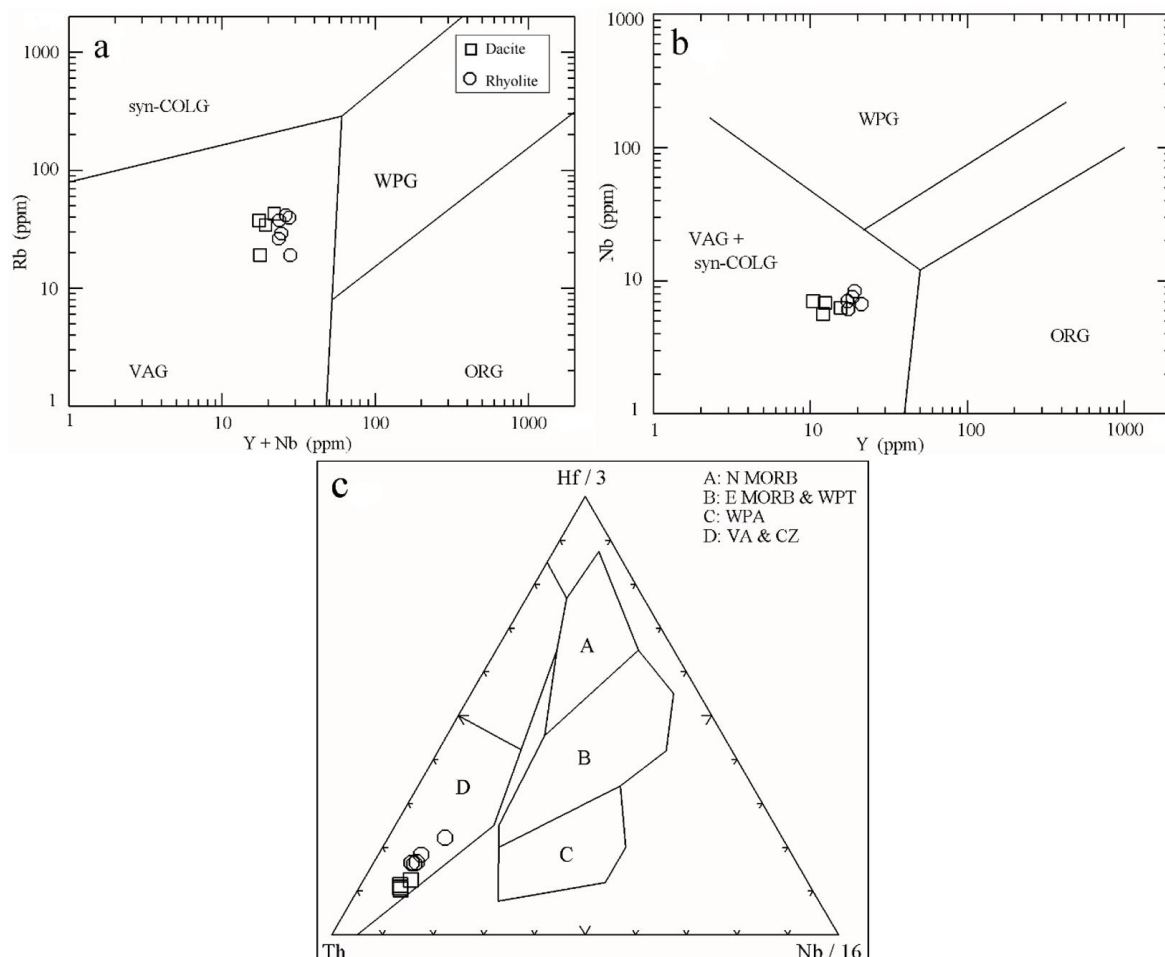 a
1000
100
10
1
Rb (ppm)
syn-COLG
WPG
VAG
ORG
Dacite
Rhyolite
1
10
100
1000
Y + Nb (ppm)
b
1000
100
10
1
Nb (ppm)
WPG
VAG +
syn-COLG
ORG
1
10
100
1000
Y (ppm)
c
Hf / 3
A: N MORB
B: E MORB & WPT
C: WPA
D: VA & CZ
A
B
D
C
Th
Nb / 16